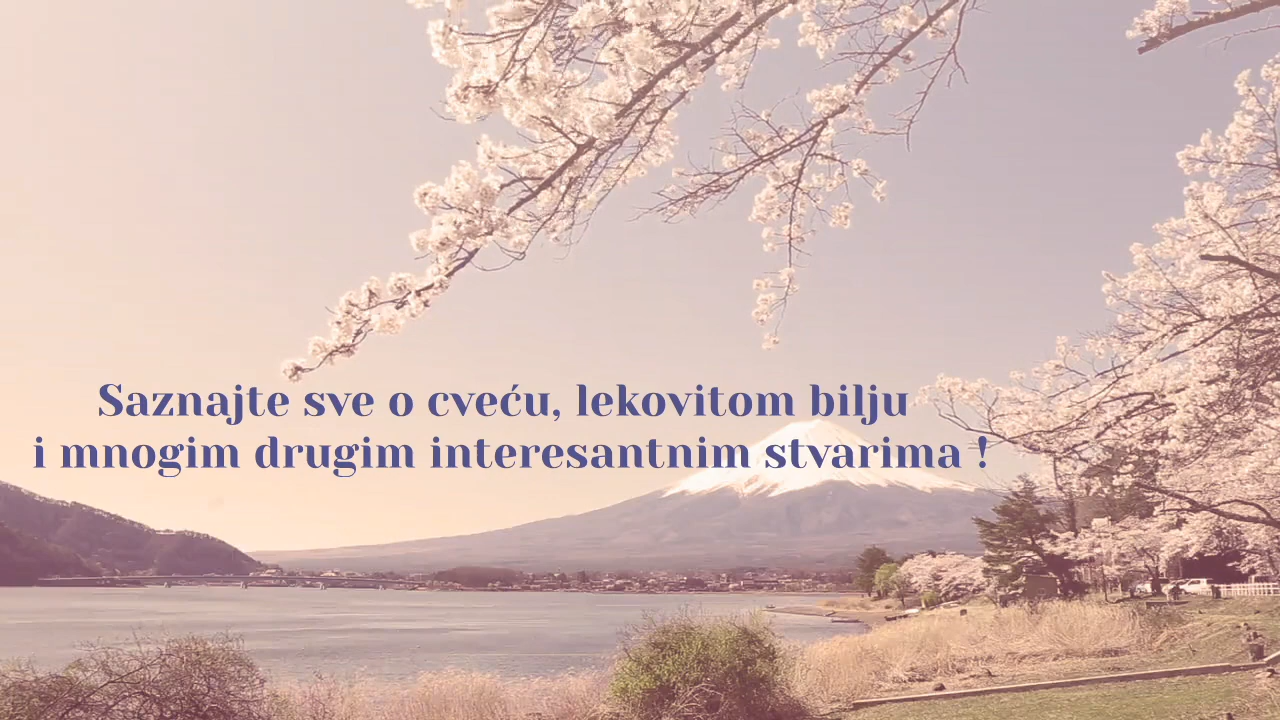 Saznajte sve o cveću, lekovitom bilju
i mnogim drugim interesantnim stvarima !